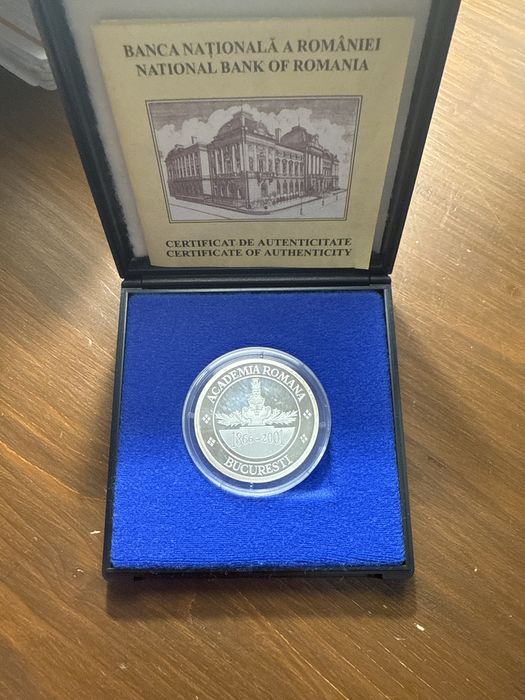 BANCA NAȚIONALĂ A ROMÂNIEI
NATIONAL BANK OF ROMANIA
CERTIFICAT DE AUTENTICITATE
CERTIFICATE OF AUTHENTICITY
ACADEMIA ROMANA
1866-2001
BUCURESTI